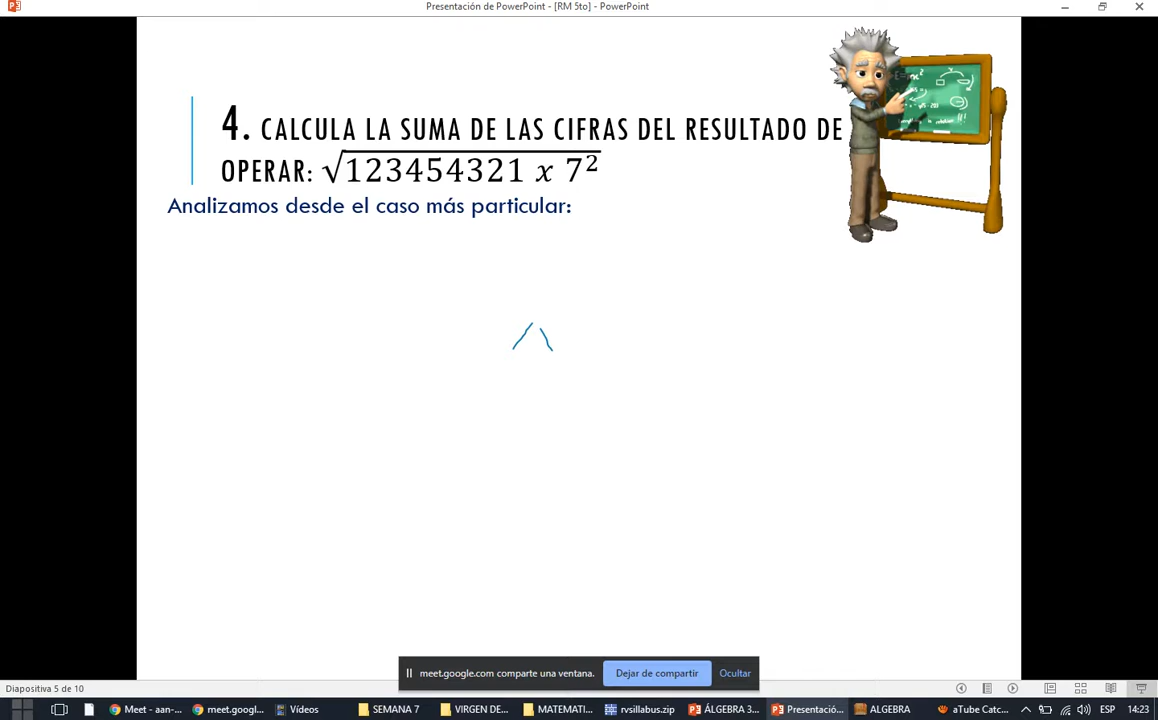 Presentación de PowerPoint - [RM 5to] - PowerPoint
4. CALCULA LA SUMA DE LAS CIFRAS DEL RESULTADO DE
OPERAR: √123454321 x 7²
Analizamos desde el caso más particular:
meet.google.com comparte una ventana.
Dejar de compartir
Ocultar
Diapositiva 5 de 10
Meet - aan-...
meet.googl...
Vídeos
SEMANA 7
VIRGEN DE...
MATEMATI...
rvsillabus.zip
ÁLGEBRA 3...
Presentació...
ALGEBRA
aTube Catc...
ESP
14:23